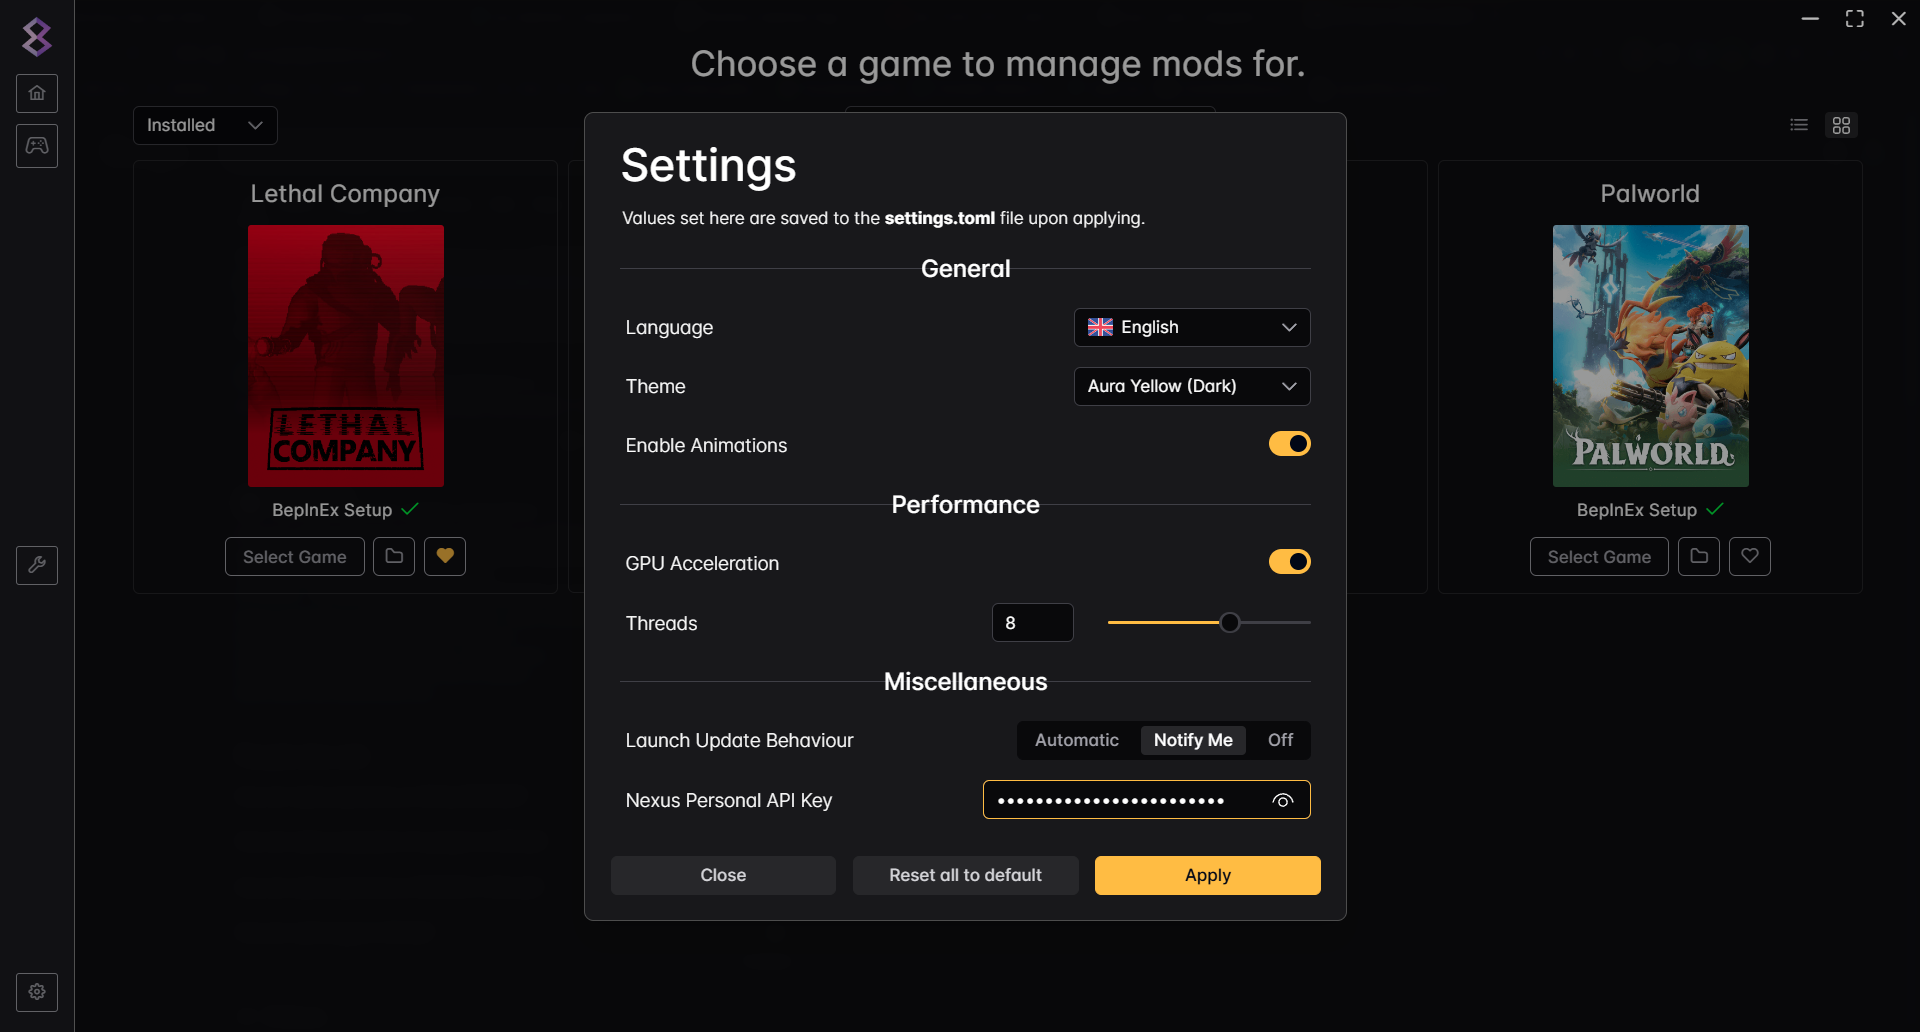 Choose a game to manage mods for.
Installed
Settings
Values set here are saved to the settings.toml file upon applying.
General
Language
English
Theme
Aura Yellow (Dark)
Enable Animations
Performance
GPU Acceleration
Threads
8
Miscellaneous
Launch Update Behaviour
Automatic
Notify Me
Off
Nexus Personal API Key
••••••••••••••••••••••••
Close
Reset all to default
Apply
Lethal Company
LETHAL
COMPANY
BepInEx Setup
Select Game
Palworld
PALWORLD
BepInEx Setup
Select Game